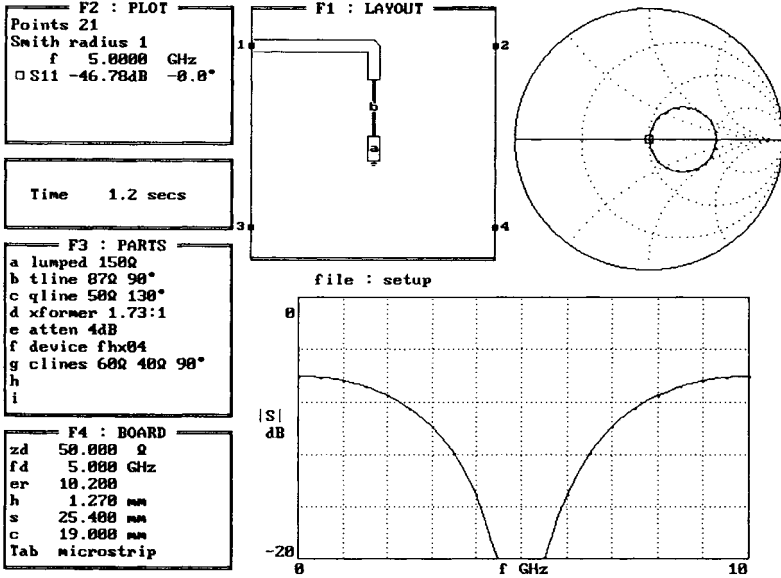 F2 : PLOT
Points 21
Smith radius 1
f 5.0000 GHz
S11 -46.78dB -0.0°
Time 1.2 secs
F3 : PARTS
a lumped 150Ω
b tline 87Ω 90°
c qline 50Ω 130°
d xformer 1.73:1
e atten 4dB
f device fhx04
g clines 60Ω 40Ω 90°
h
i
F4 : BOARD
zd 50.000 Ω
fd 5.000 GHz
er 10.200
h 1.270 mm
s 25.400 mm
c 19.000 mm
Tab microstrip
F1 : LAYOUT
1
2
b
a
3
4
file : setup
0
|S|
dB
-20
0
f GHz
10